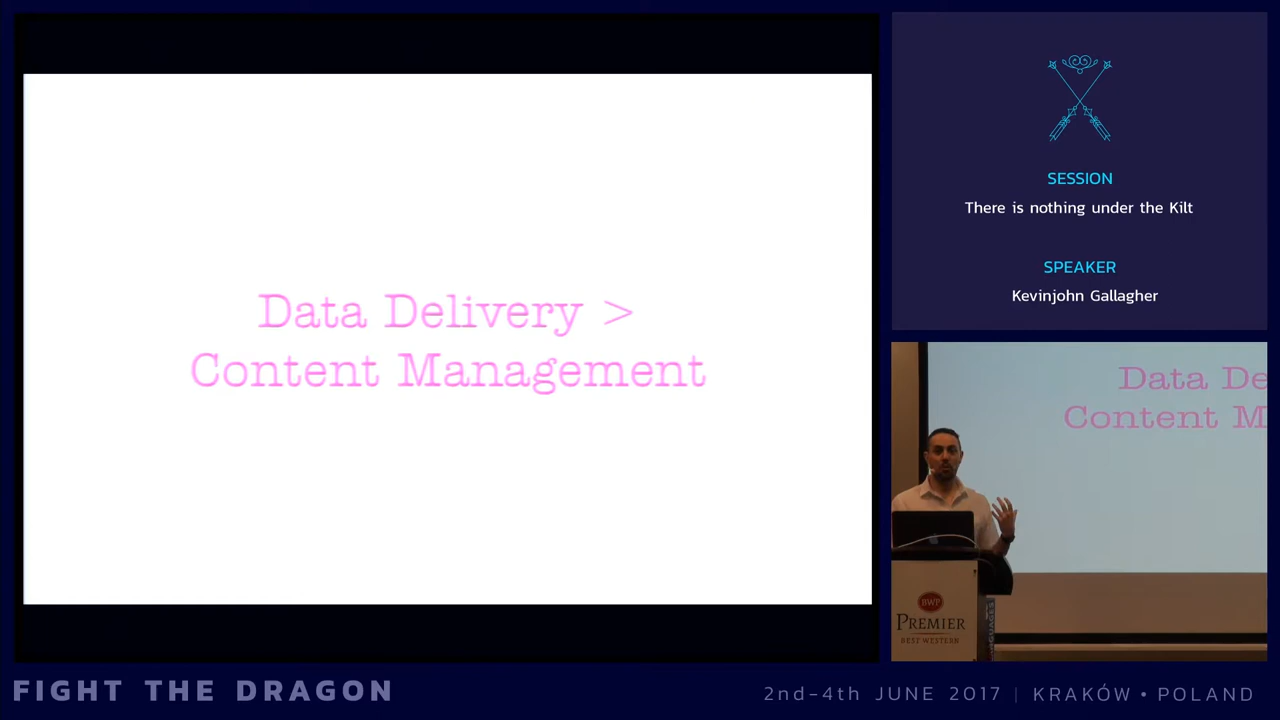 Data Delivery >
Content Management
SESSION
There is nothing under the Kilt
SPEAKER
Kevinjohn Gallagher
Data De
Content M
BWP
PREMIER
BEST WESTERN
FIGHT THE DRAGON
2nd-4th JUNE 2017 | KRAKÓW • POLAND